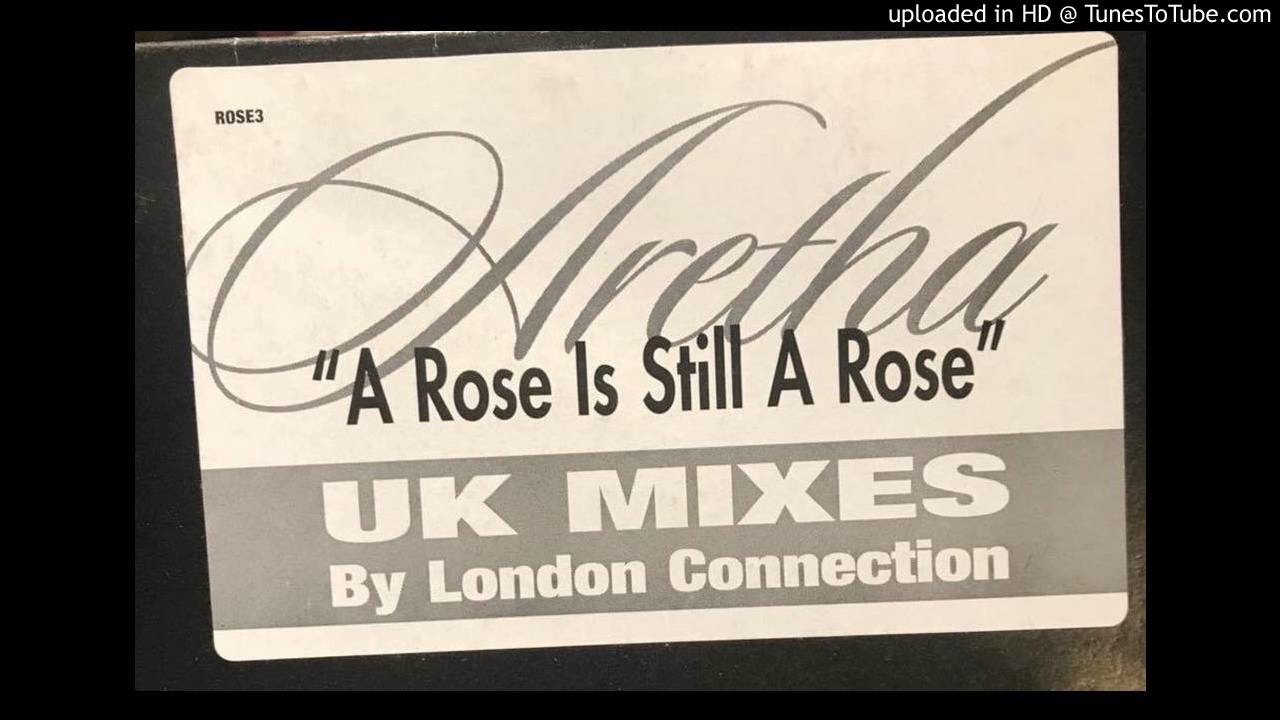 uploaded in HD @ TunesToTube.com
ROSE3
Aretha
"A Rose Is Still A Rose"
UK MIXES
By London Connection